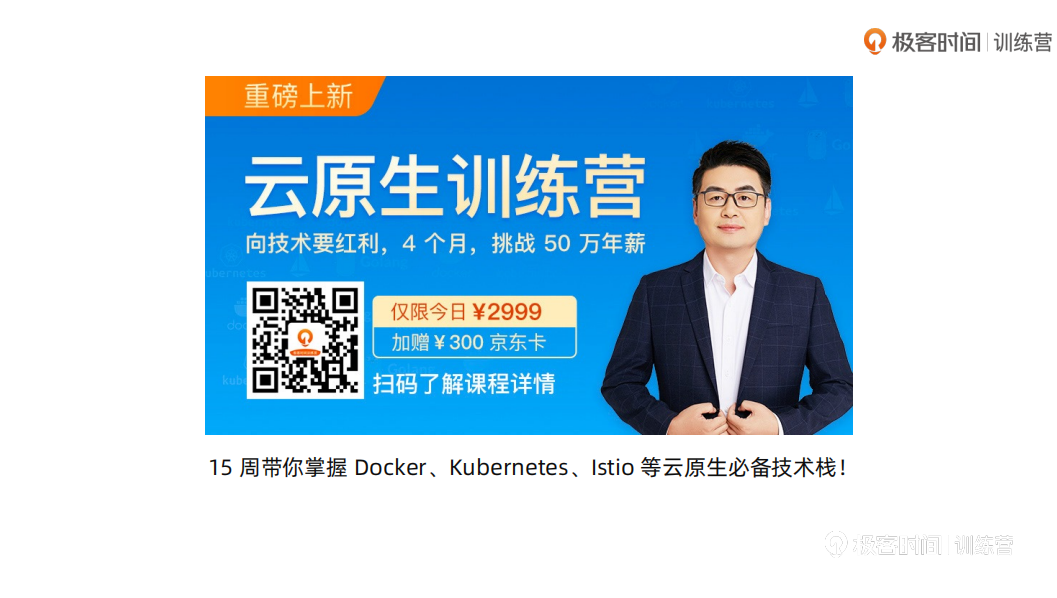 极客时间 | 训练营
重磅上新
云原生训练营
向技术要红利，4 个月，挑战 50 万年薪
kubernetes
仅限今日 ¥2999
加赠 ¥300 京东卡
扫码了解课程详情
15 周带你掌握 Docker、Kubernetes、Istio 等云原生必备技术栈！
极客时间 | 训练营